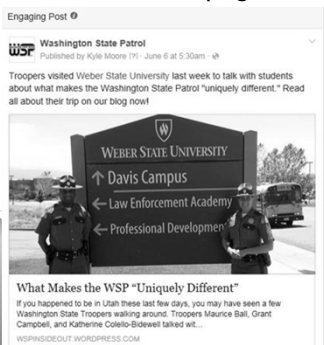 Engaging Post
WSP
Washington State Patrol
Published by Kyle Moore [?] · June 6 at 5:30am ·
Troopers visited Weber State University last week to talk with students
about what makes the Washington State Patrol "uniquely different." Read
all about their trip on our blog now!
WEBER STATE UNIVERSITY
↑ Davis Campus
← Law Enforcement Academy
← Professional Development
What Makes the WSP “Uniquely Different”
If you happened to be in Utah these last few days, you may have seen a few
Washington State Troopers walking around. Troopers Maurice Ball, Grant
Campbell, and Katherine Colello-Bidewell talked wit...
WSPINSIDEOUT.WORDPRESS.COM